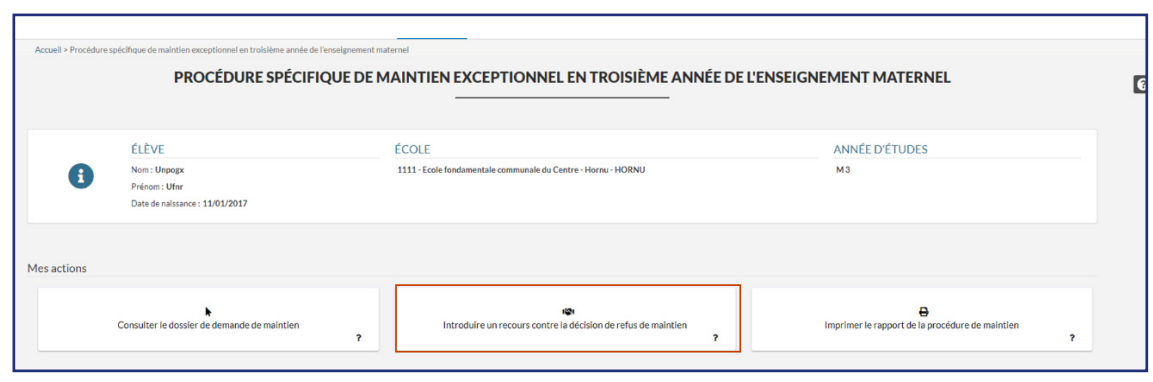 Accueil > Procédure spécifique de maintien exceptionnel en troisième année de l'enseignement maternel
PROCÉDURE SPÉCIFIQUE DE MAINTIEN EXCEPTIONNEL EN TROISIÈME ANNÉE DE L'ENSEIGNEMENT MATERNEL
ÉLÈVE
Nom : Unpogx
Prénom : Ufnr
Date de naissance : 11/01/2017
ÉCOLE
1111 - Ecole fondamentale communale du Centre - Hornu - HORNU
ANNÉE D'ÉTUDES
M 3
Mes actions
Consulter le dossier de demande de maintien
?
Introduire un recours contre la décision de refus de maintien
?
Imprimer le rapport de la procédure de maintien
?